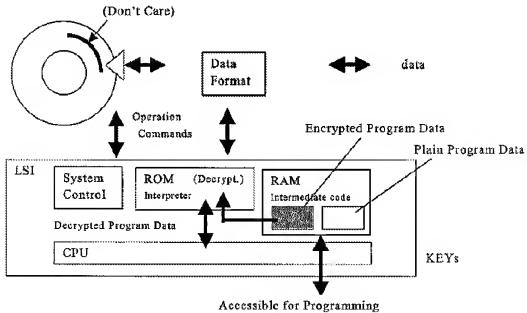 (Don't Care)
Data
Format
data
Operation
Commands
Encrypted Program Data
Plain Program Data
LSI
System
Control
ROM (Decrypt.)
Interpreter
RAM
Intermediate code
Decrypted Program Data
CPU
KEYs
Accessible for Programming